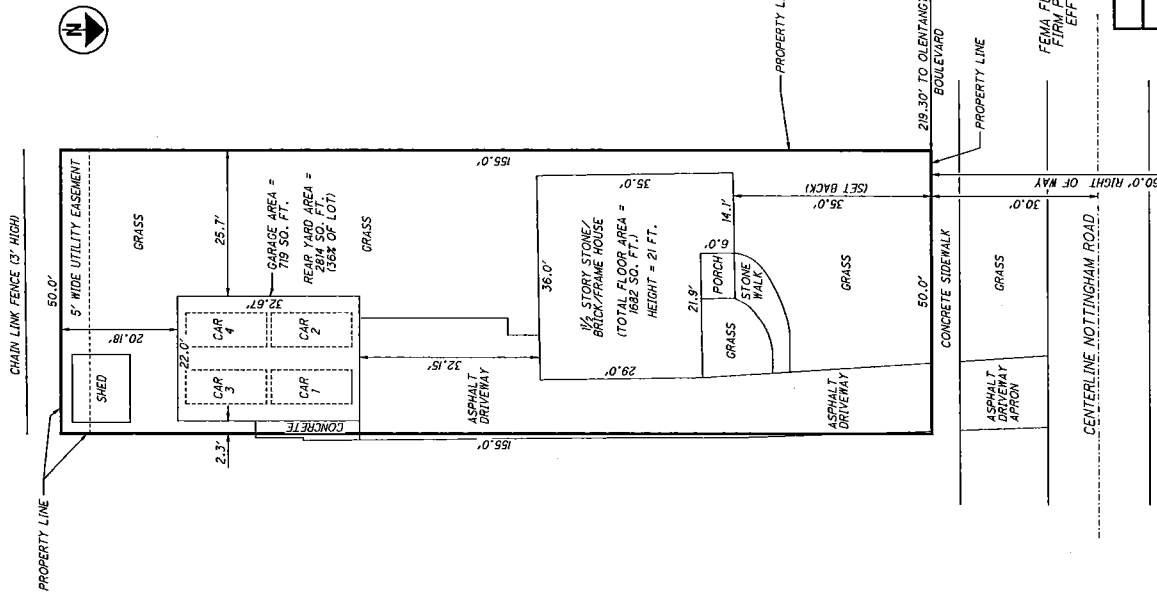 N
CHAIN LINK FENCE (3' HIGH)
50.0'
PROPERTY LINE
5' WIDE UTILITY EASEMENT
SHED
20.18'
GRASS
155.0'
2.3'
22.0'
CAR
3
CAR
4
CAR
1
CAR
2
32.67'
25.7'
GARAGE AREA =
719 SQ. FT.
REAR YARD AREA =
2814 SQ. FT.
(36% OF LOT)
GRASS
CONCRETE
155.0'
ASPHALT
DRIVEWAY
32.15'
36.0'
35.0'
29.0'
1½ STORY STONE/
BRICK/FRAME HOUSE
(TOTAL FLOOR AREA =
1682 SQ. FT.)
HEIGHT = 21 FT.
21.9'
6.0'
14.1'
GRASS
PORCH
STONE
WALK
35.0'
(SET BACK)
GRASS
ASPHALT
DRIVEWAY
50.0'
PROPERTY LI
219.30' TO OLENTANG
BOULEVARD
PROPERTY LINE
CONCRETE SIDEWALK
ASPHALT
DRIVEWAY
APRON
GRASS
30.0'
60.0' RIGHT OF WAY
CENTERLINE NOTTINGHAM ROAD
FEMA FL
FIRM P
EFF